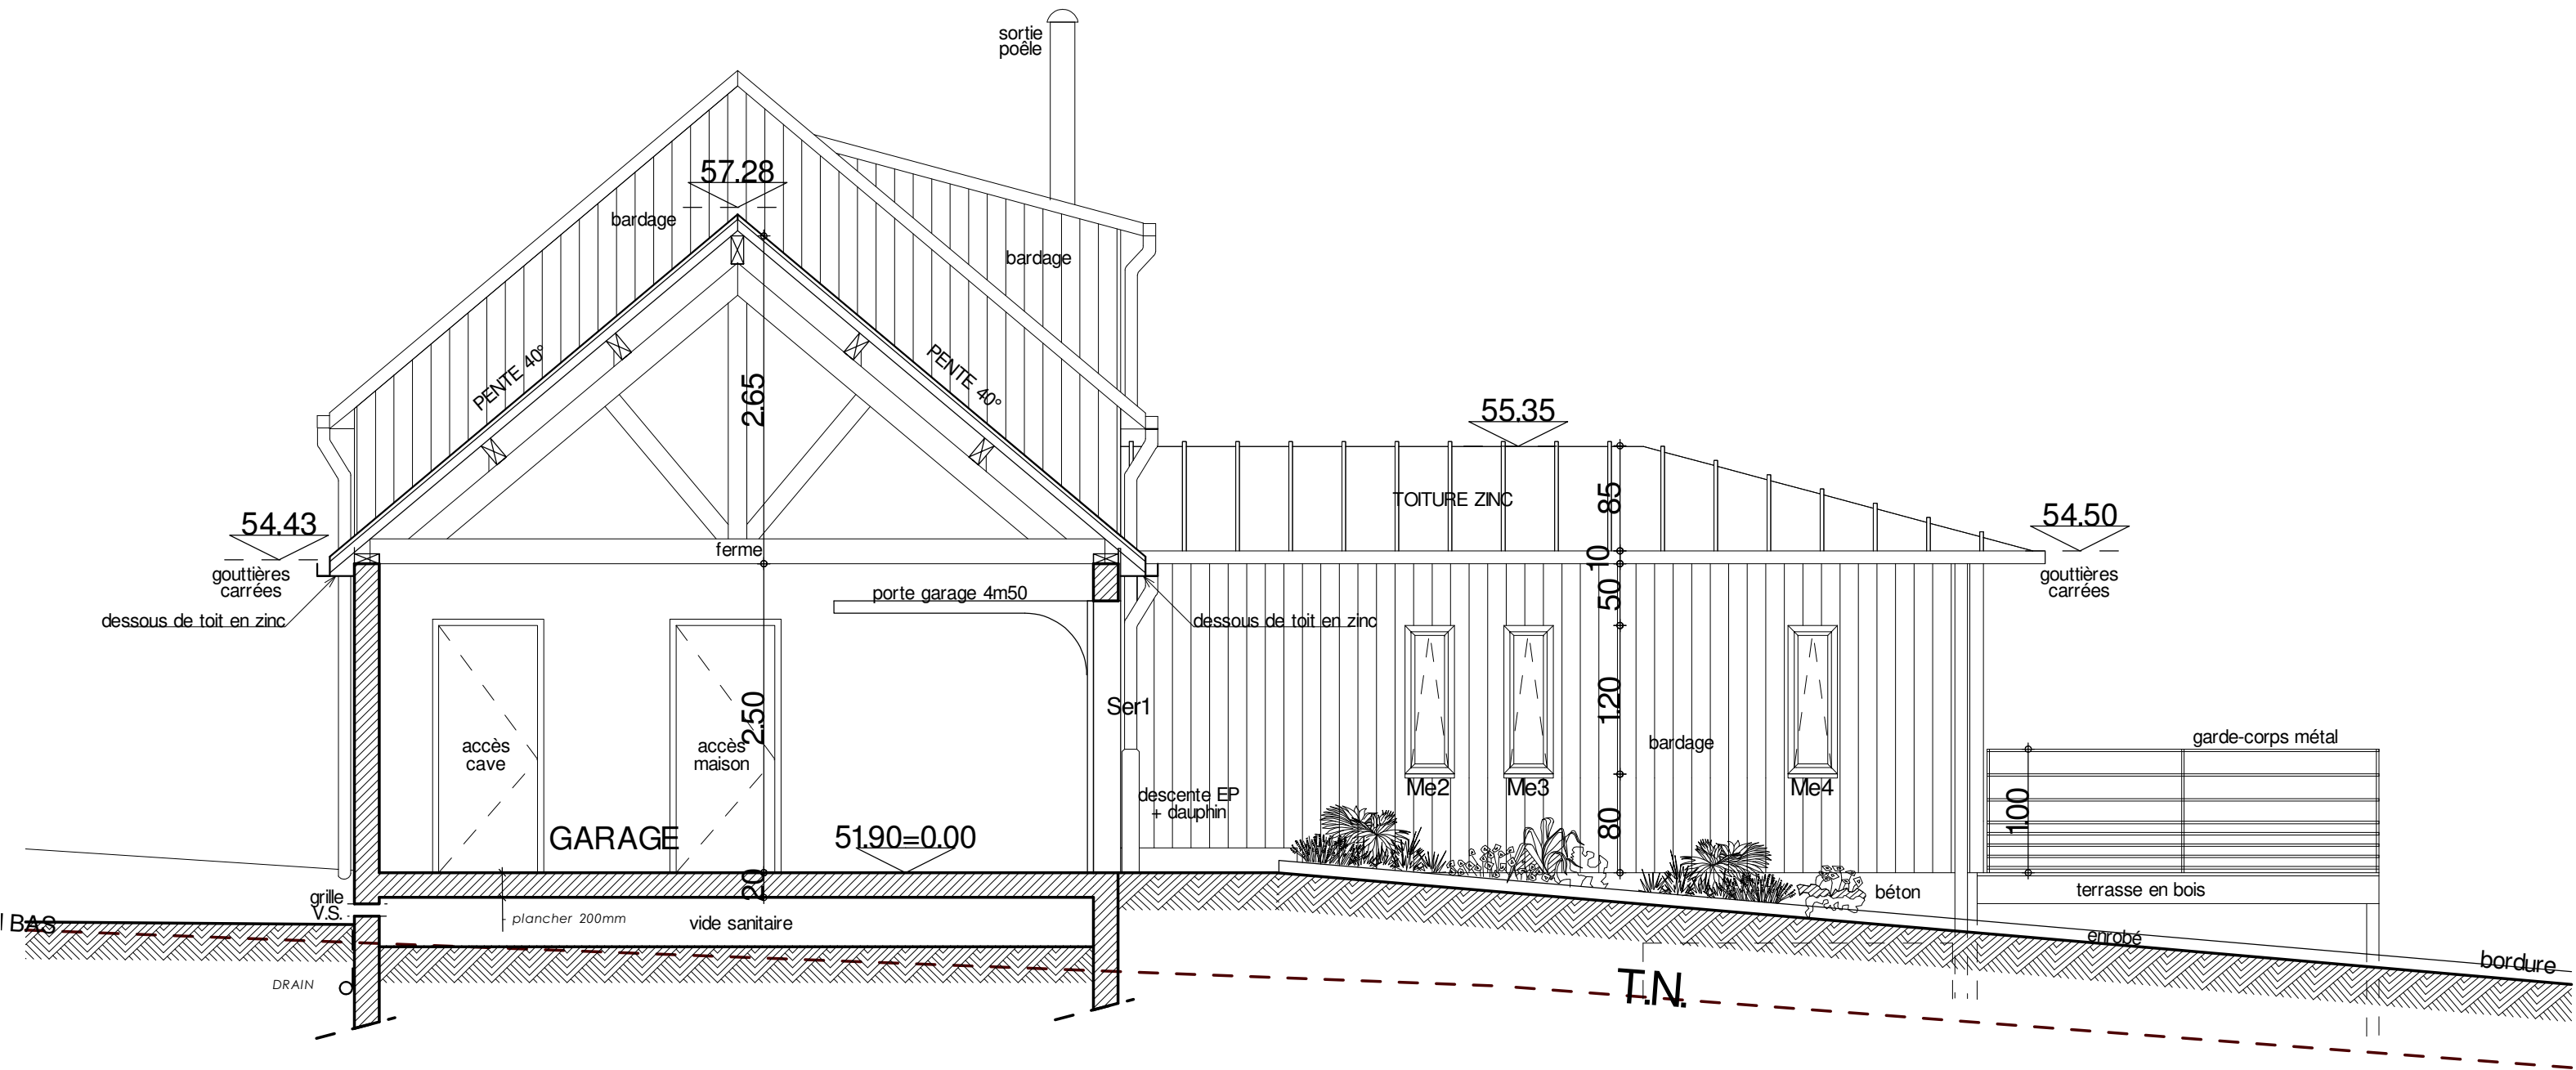 sortie
poêle
57.28
bardage
bardage
PENTE 40°
PENTE 40°
2.65
55.35
TOITURE ZINC
85
54.43
54.50
ferme
10
gouttières
carrées
gouttières
carrées
porte garage 4m50
50
dessous de toit en zinc
dessous de toit en zinc
2.50
Ser1
120
accès
cave
accès
maison
bardage
garde-corps métal
Me2
Me3
Me4
descente EP
+ dauphin
1.00
GARAGE
51.90=0.00
80
20
grille
V.S.
béton
terrasse en bois
plancher 200mm
vide sanitaire
BAS
enrobé
bordure
DRAIN
T.N.